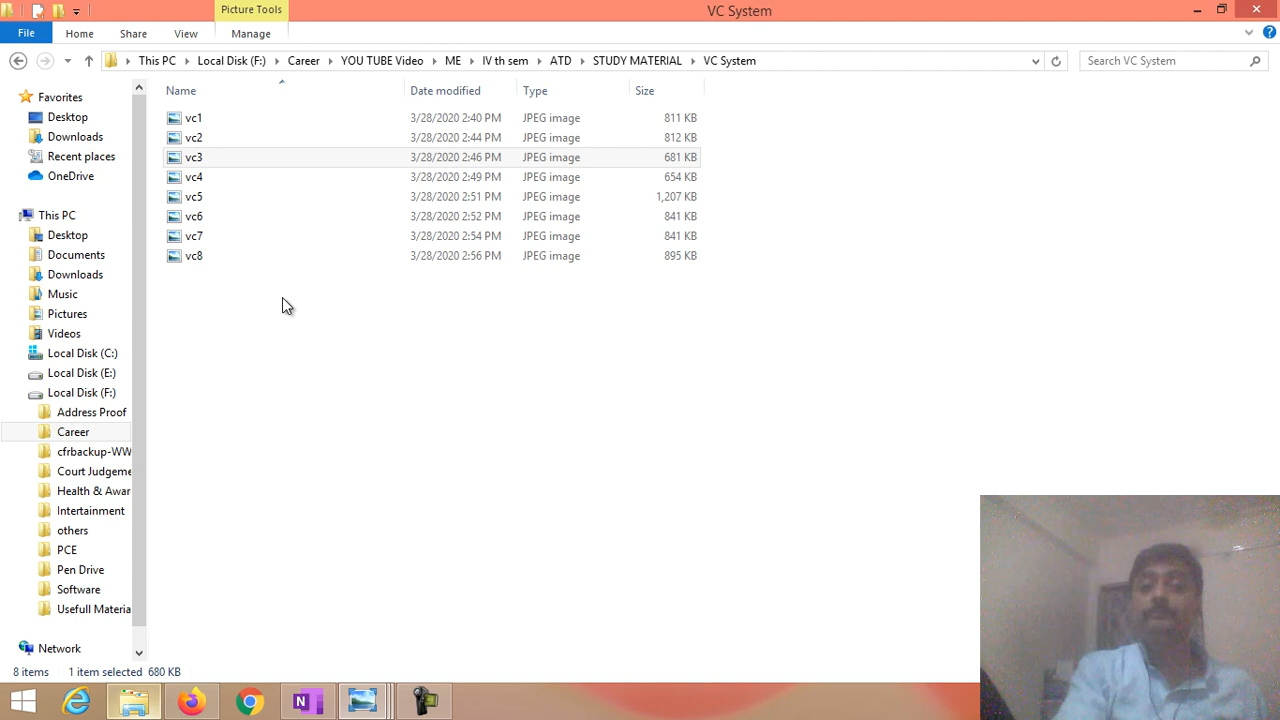 Picture Tools
VC System
File
Home
Share
View
Manage
This PC
Local Disk (F:)
Career
YOU TUBE Video
ME
IV th sem
ATD
STUDY MATERIAL
VC System
Search VC System
Name
Date modified
Type
Size
vc1 3/28/2020 2:40 PM JPEG image 811 KB
vc2 3/28/2020 2:44 PM JPEG image 812 KB
vc3 3/28/2020 2:46 PM JPEG image 681 KB
vc4 3/28/2020 2:49 PM JPEG image 654 KB
vc5 3/28/2020 2:51 PM JPEG image 1,207 KB
vc6 3/28/2020 2:52 PM JPEG image 841 KB
vc7 3/28/2020 2:54 PM JPEG image 841 KB
vc8 3/28/2020 2:56 PM JPEG image 895 KB
Favorites
Desktop
Downloads
Recent places
OneDrive
This PC
Desktop
Documents
Downloads
Music
Pictures
Videos
Local Disk (C:)
Local Disk (E:)
Local Disk (F:)
Address Proof
Career
cfrbackup-WW
Court Judgeme
Health & Awar
Intertainment
others
PCE
Pen Drive
Software
Usefull Materia
Network
8 items 1 item selected 680 KB